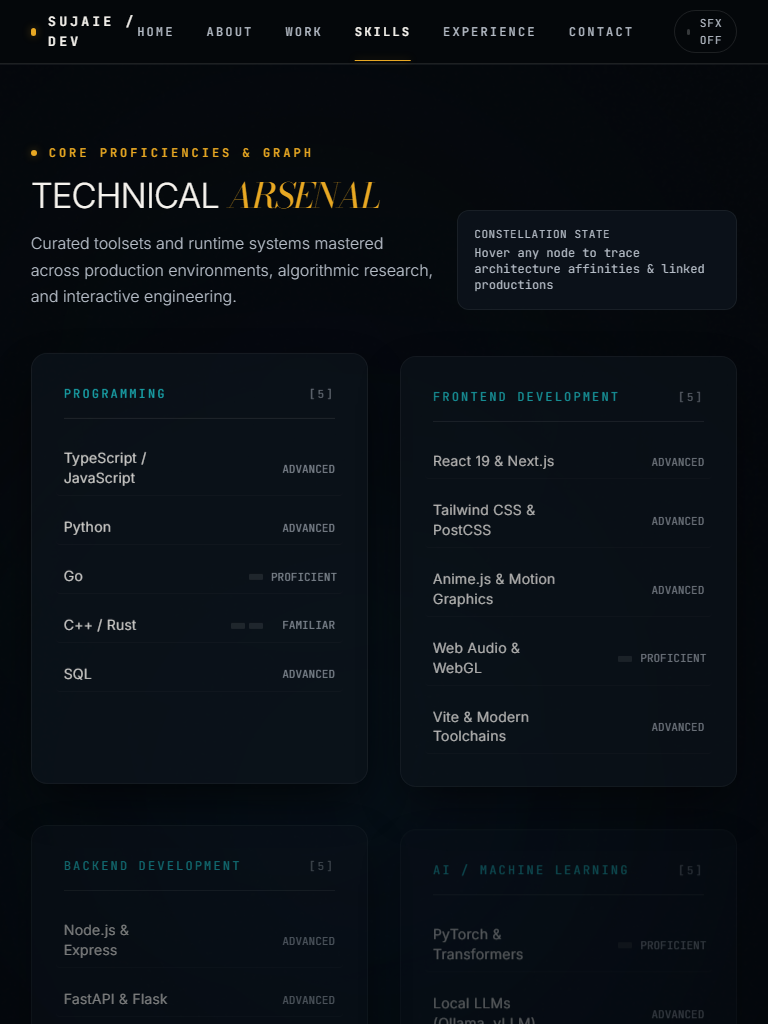 SUJAIE /
DEV
HOME
ABOUT
WORK
SKILLS
EXPERIENCE
CONTACT
SFX
OFF
CORE PROFICIENCIES & GRAPH
TECHNICAL ARSENAL
Curated toolsets and runtime systems mastered
across production environments, algorithmic research,
and interactive engineering.
CONSTELLATION STATE
Hover any node to trace
architecture affinities & linked
productions
PROGRAMMING [5]
TypeScript /
JavaScript
ADVANCED
Python ADVANCED
Go PROFICIENT
C++ / Rust FAMILIAR
SQL ADVANCED
FRONTEND DEVELOPMENT [5]
React 19 & Next.js ADVANCED
Tailwind CSS &
PostCSS
ADVANCED
Anime.js & Motion
Graphics
ADVANCED
Web Audio &
WebGL
PROFICIENT
Vite & Modern
Toolchains
ADVANCED
BACKEND DEVELOPMENT [5]
Node.js &
Express
ADVANCED
FastAPI & Flask ADVANCED
AI / MACHINE LEARNING [5]
PyTorch &
Transformers
PROFICIENT
Local LLMs
(Ollama, vLLM)
ADVANCED